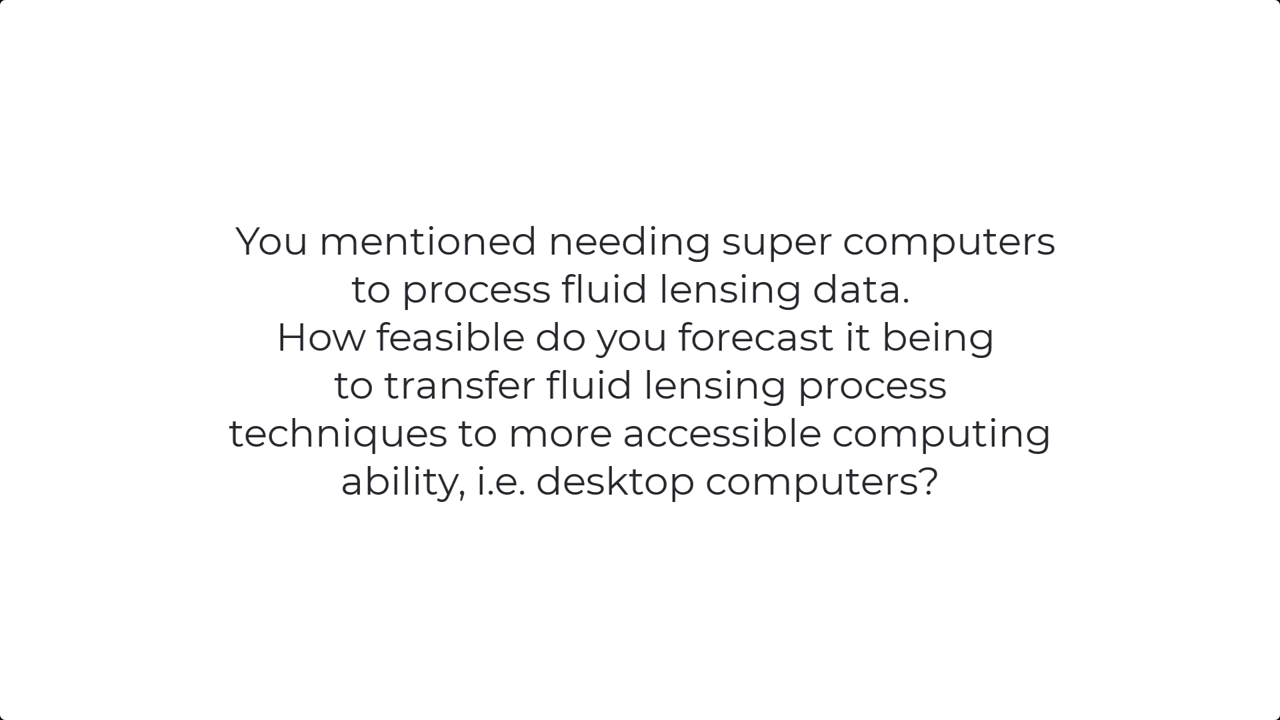 You mentioned needing super computers
to process fluid lensing data.
How feasible do you forecast it being
to transfer fluid lensing process
techniques to more accessible computing
ability, i.e. desktop computers?